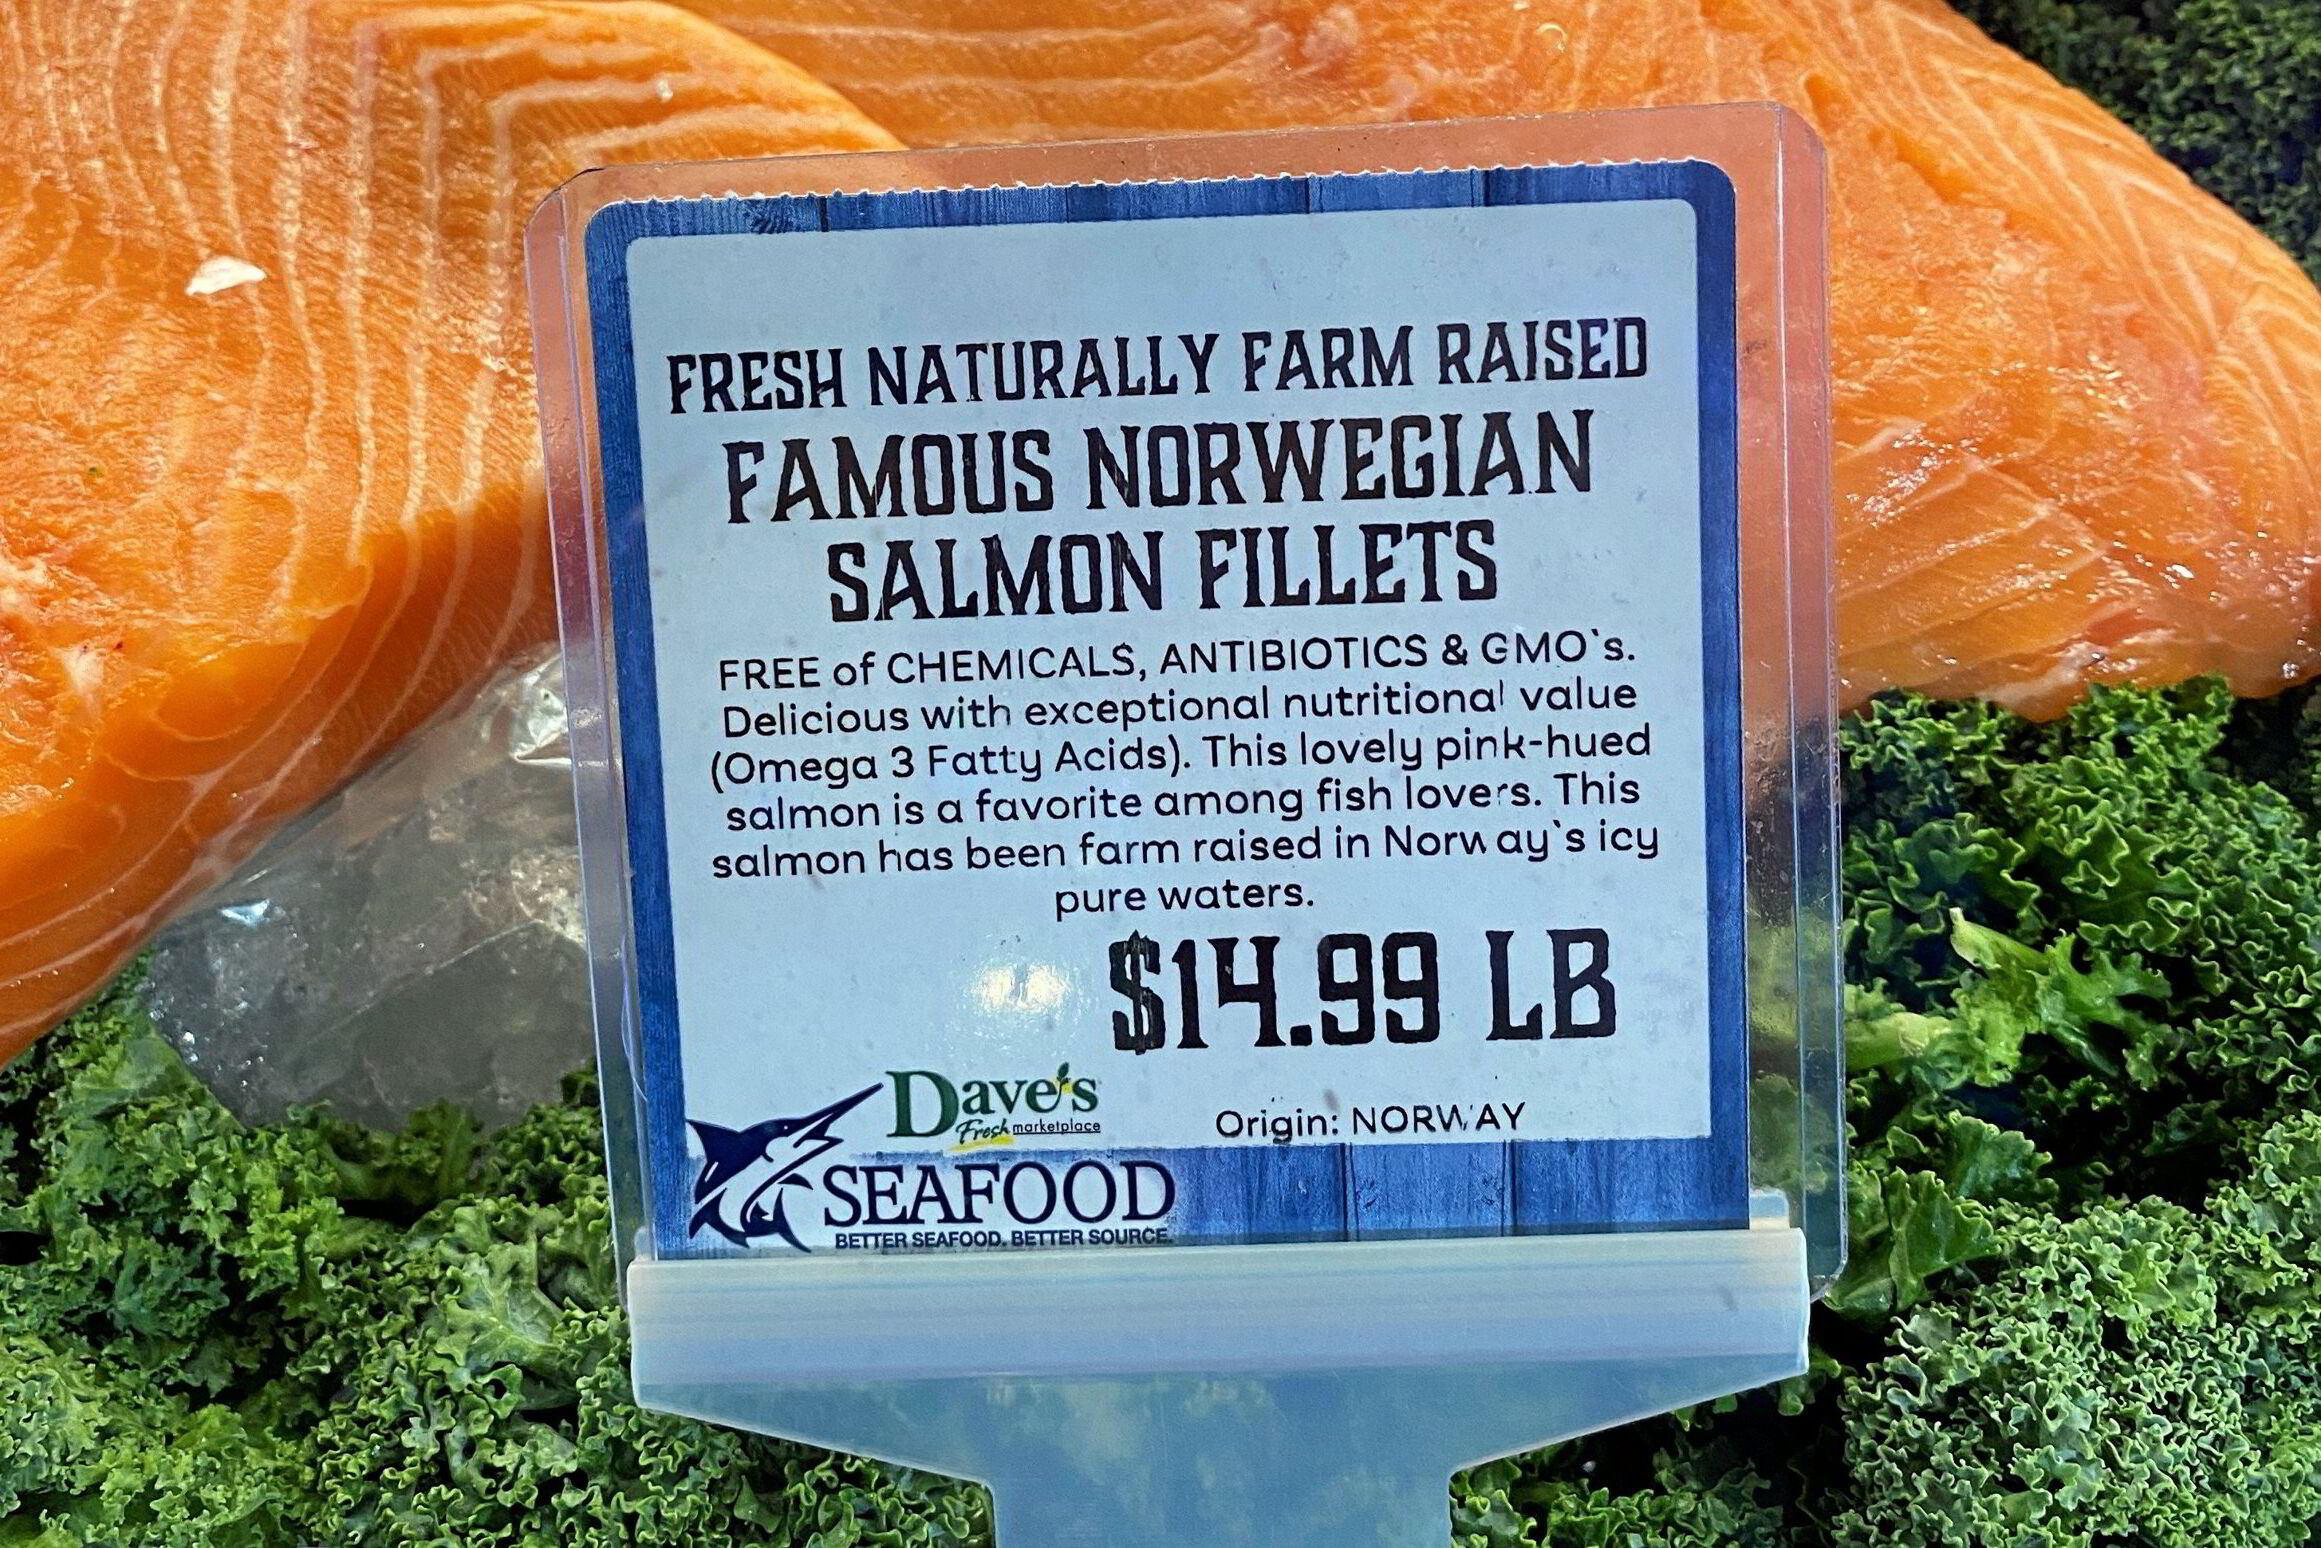 FRESH NATURALLY FARM RAISED
FAMOUS NORWEGIAN
SALMON FILLETS
FREE of CHEMICALS, ANTIBIOTICS & GMO`s.
Delicious with exceptional nutritional value
(Omega 3 Fatty Acids). This lovely pink-hued
salmon is a favorite among fish lovers. This
salmon has been farm raised in Norway`s icy
pure waters.
$14.99 LB
Dave's
Fresh marketplace
Origin: NORWAY
SEAFOOD
BETTER SEAFOOD. BETTER SOURCE.